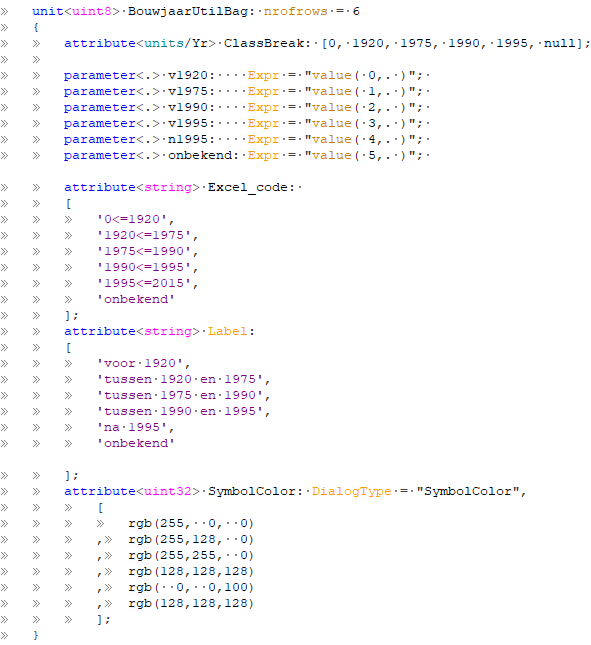 unit<uint8> BouwjaarUtilBag: nrofrows = 6
{
attribute<units/Yr> ClassBreak: [0, 1920, 1975, 1990, 1995, null];
parameter<.> v1920:    Expr = "value( 0,. )";
parameter<.> v1975:    Expr = "value( 1,. )";
parameter<.> v1990:    Expr = "value( 2,. )";
parameter<.> v1995:    Expr = "value( 3,. )";
parameter<.> n1995:    Expr = "value( 4,. )";
parameter<.> onbekend: Expr = "value( 5,. )";
attribute<string> Excel_code:
[
'0<=1920',
'1920<=1975',
'1975<=1990',
'1990<=1995',
'1995<=2015',
'onbekend'
];
attribute<string> Label:
[
'voor 1920',
'tussen 1920 en 1975',
'tussen 1975 en 1990',
'tussen 1990 en 1995',
'na 1995',
'onbekend'
];
attribute<uint32> SymbolColor: DialogType = "SymbolColor",
[
rgb(255,  0,  0)
, rgb(255,128,  0)
, rgb(255,255,  0)
, rgb(128,128,128)
, rgb(  0,  0,100)
, rgb(128,128,128)
];
}